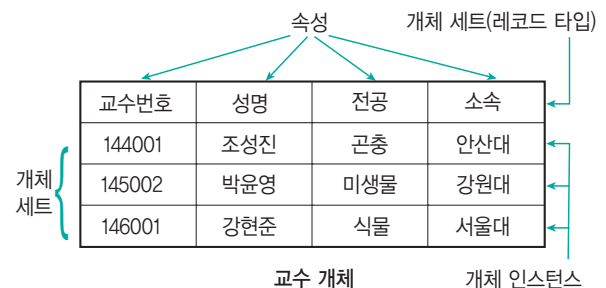 속성
개체 세트(레코드 타입)
교수번호 성명 전공 소속
144001 조성진 곤충 안산대
145002 박윤영 미생물 강원대
146001 강현준 식물 서울대
개체
세트
교수 개체
개체 인스턴스